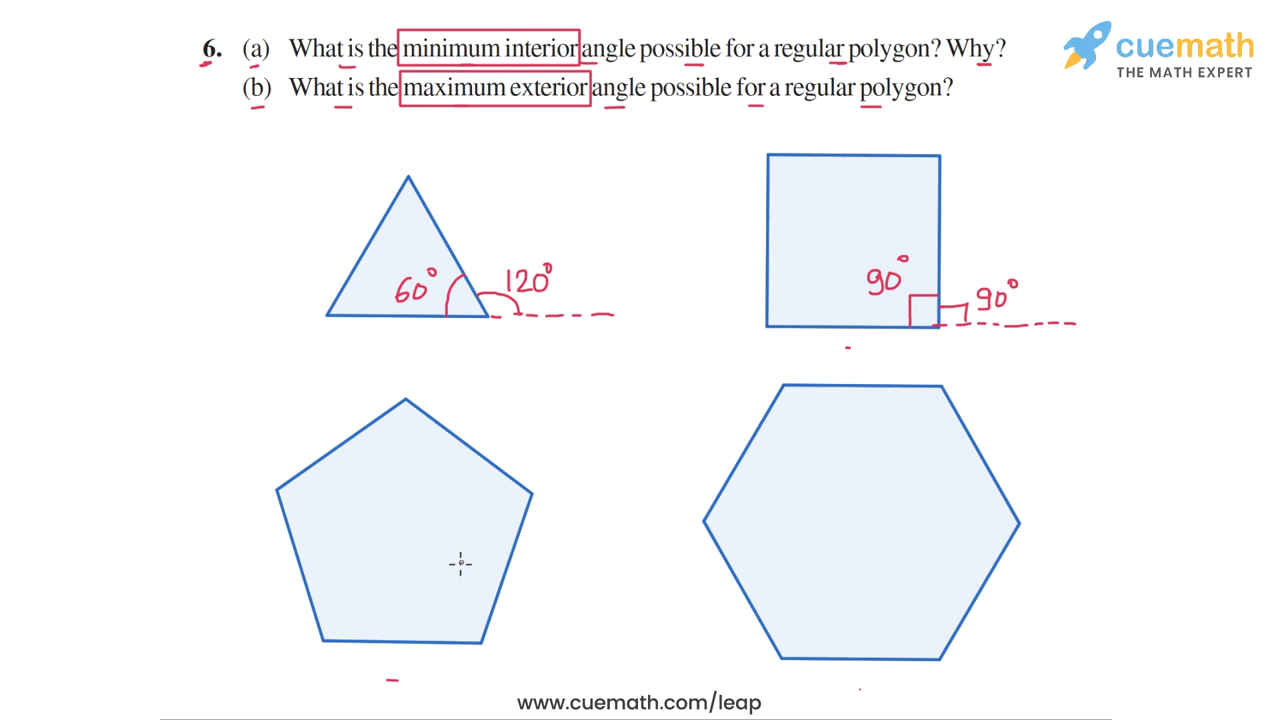 6. (a) What is the minimum interior angle possible for a regular polygon? Why?
(b) What is the maximum exterior angle possible for a regular polygon?
cuemath
THE MATH EXPERT
60° 120°
90° 90°
www.cuemath.com/leap